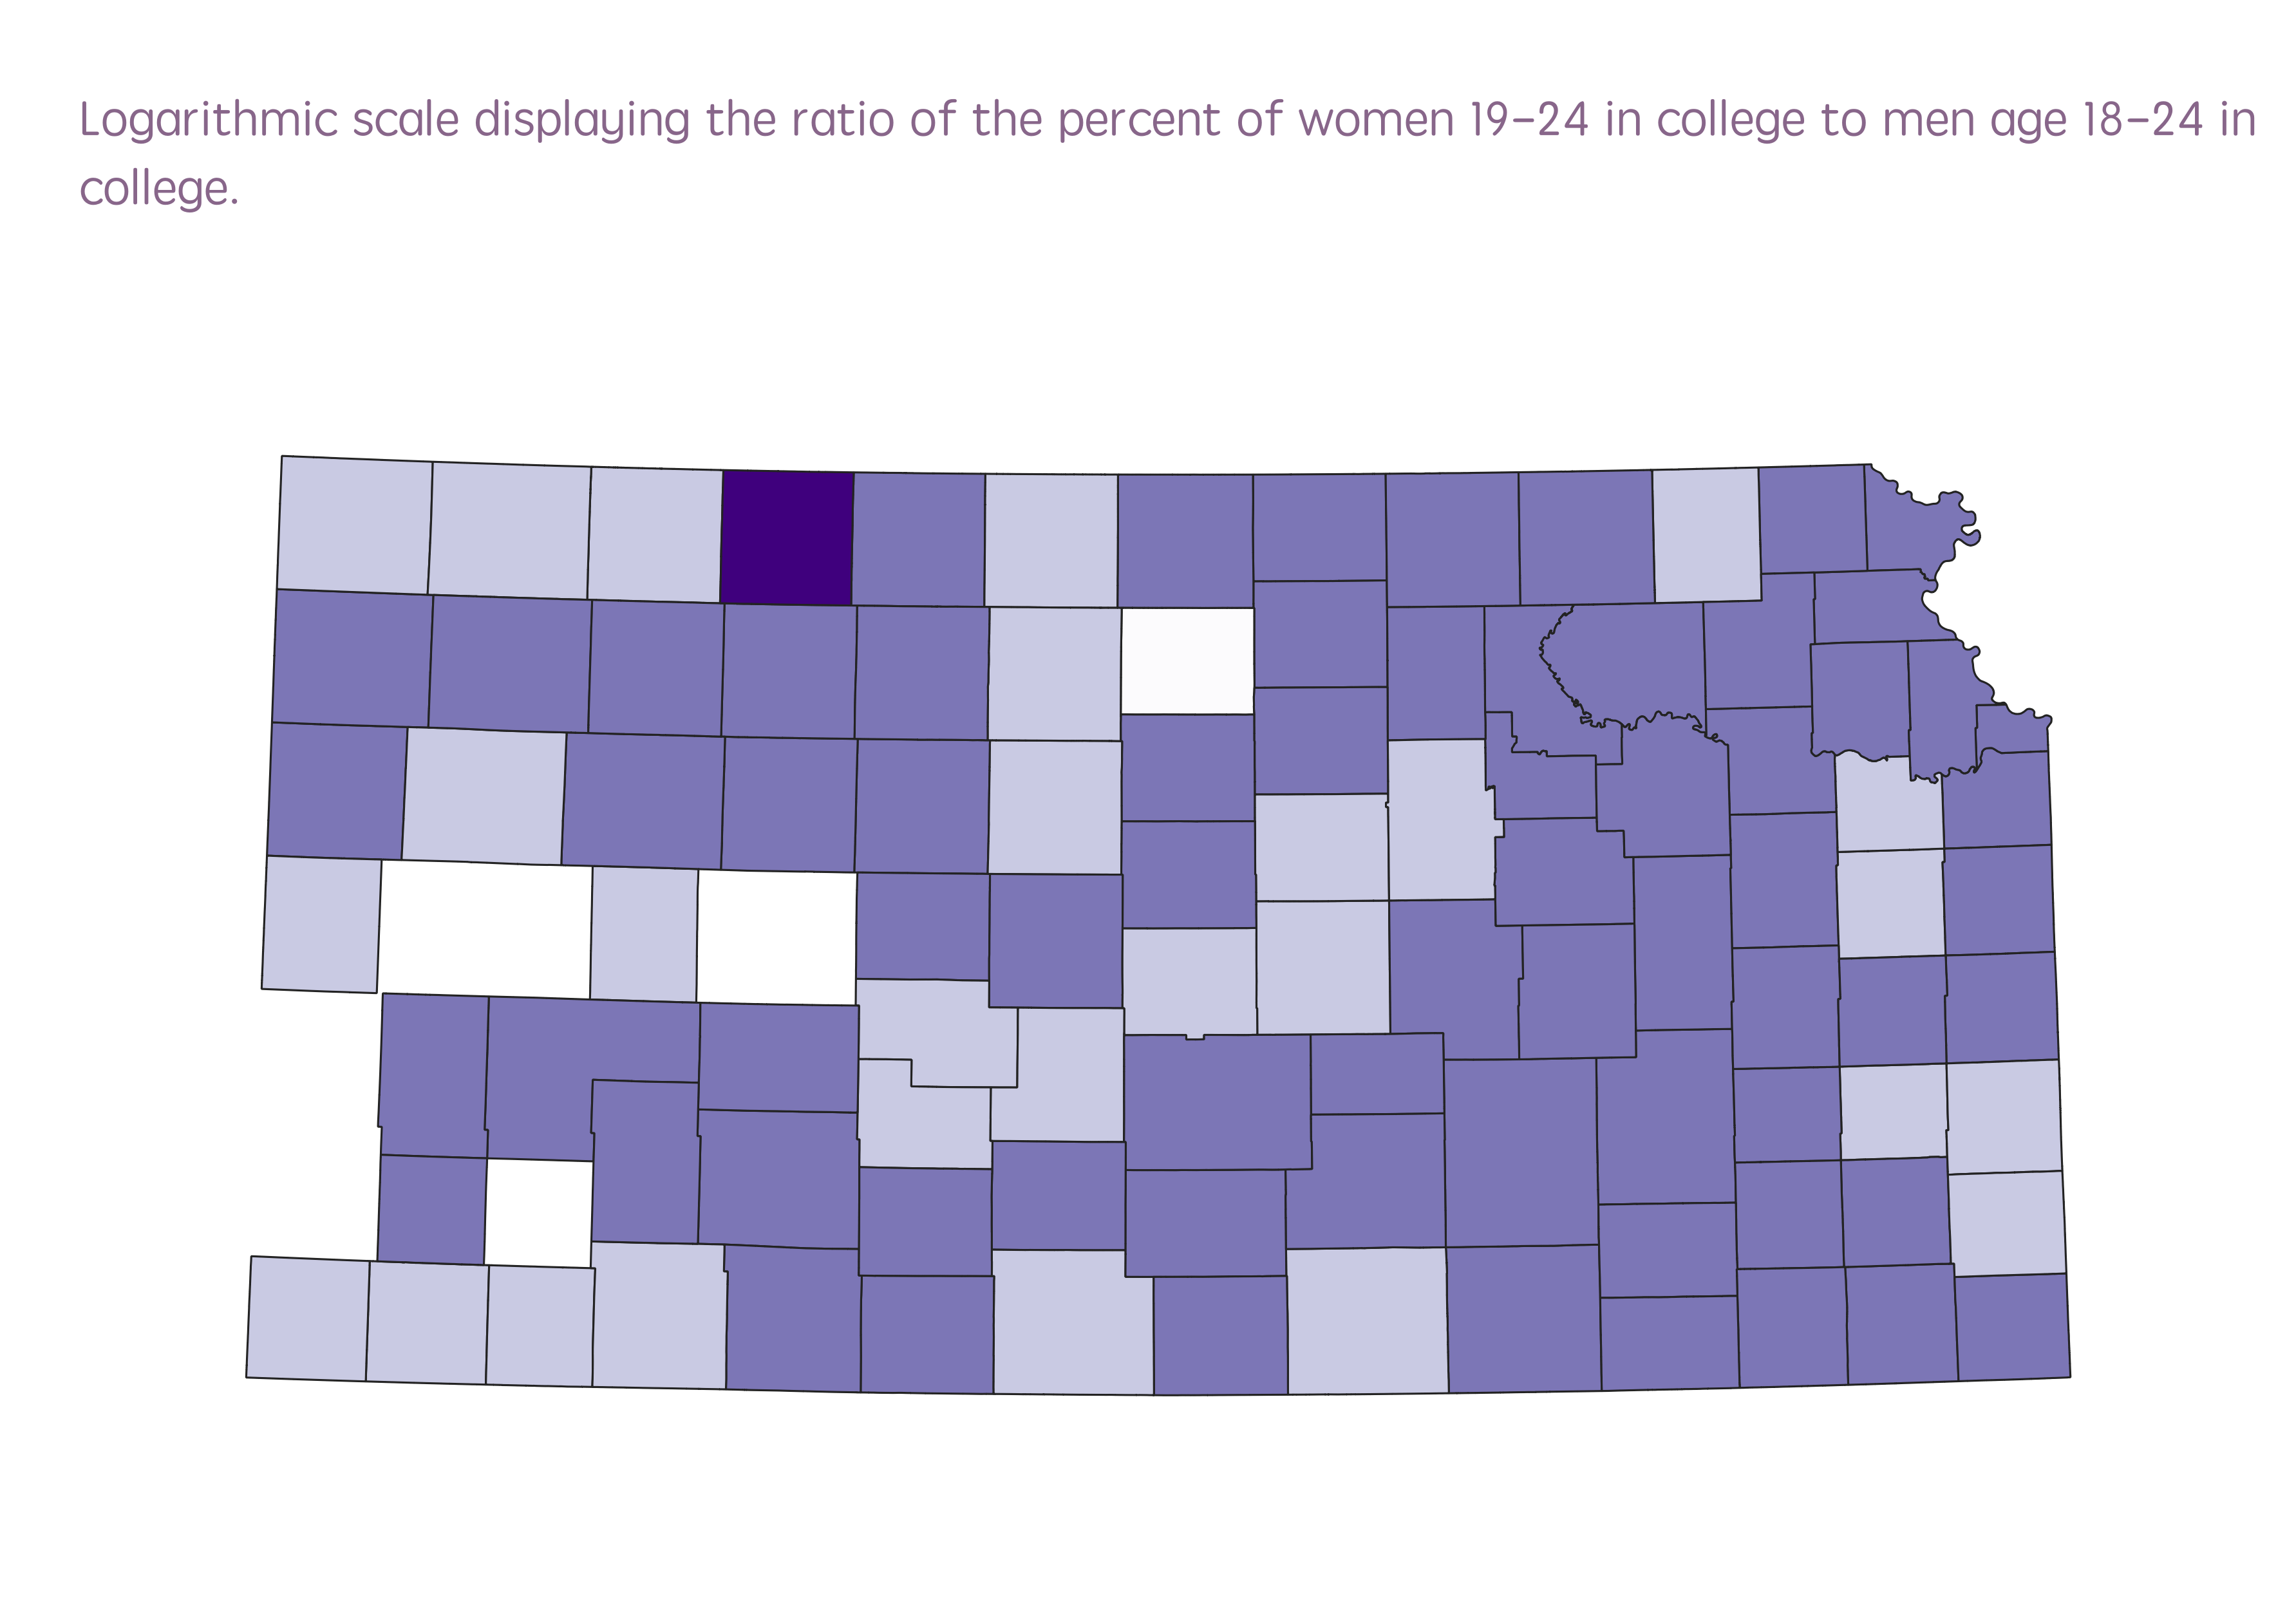 Logarithmic scale displaying the ratio of the percent of women 19-24 in college to men age 18-24 in
college.